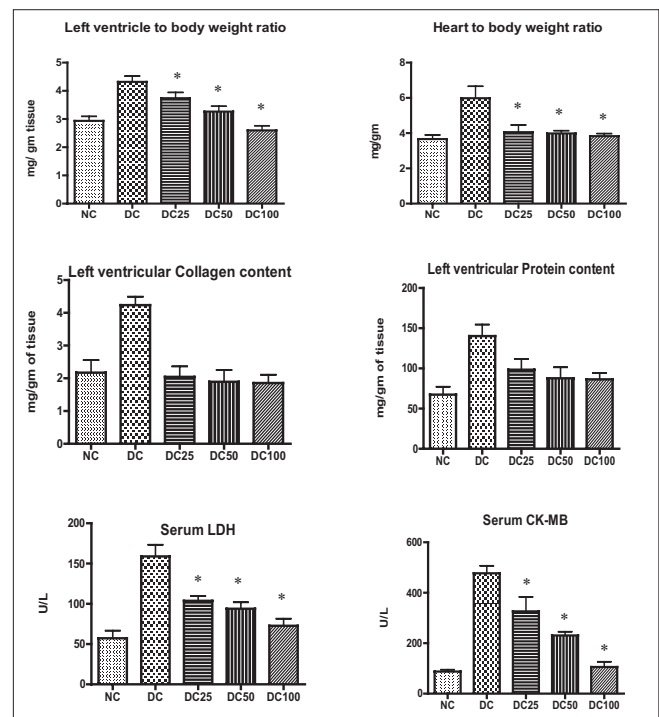 Left ventricle to body weight ratio
mg/ gm tissue
5
4
3
2
1
0
NC DC DC25 DC50 DC100
* * *
Heart to body weight ratio
mg/gm
8
6
4
2
0
NC DC DC25 DC50 DC100
* * *
Left ventricular Collagen content
mg/gm of tissue
5
4
3
2
1
0
NC DC DC25 DC50 DC100
Left ventricular Protein content
mg/gm of tissue
200
150
100
50
0
NC DC DC25 DC50 DC100
Serum LDH
U/L
200
150
100
50
0
NC DC DC25 DC50 DC100
* * *
Serum CK-MB
U/L
600
400
200
0
NC DC DC25 DC50 DC100
* * *